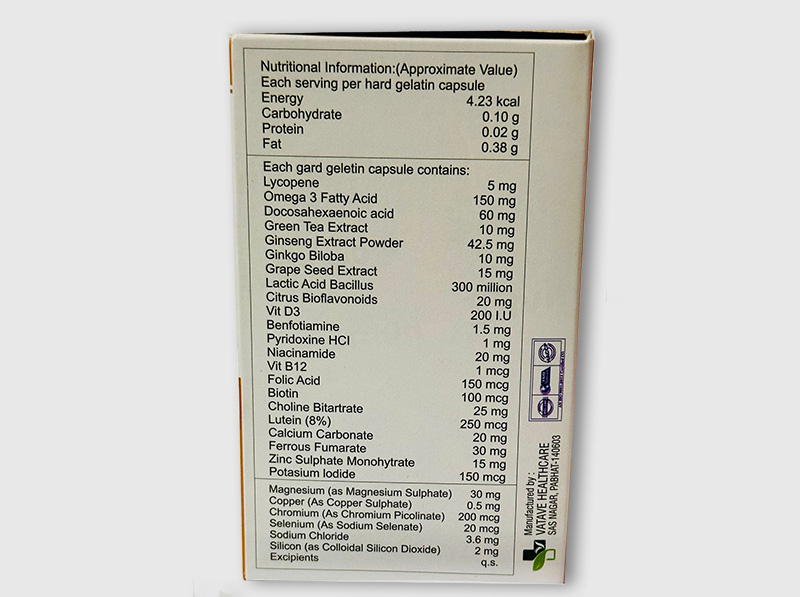 Nutritional Information:(Approximate Value)
Each serving per hard gelatin capsule
Energy 4.23 kcal
Carbohydrate 0.10 g
Protein 0.02 g
Fat 0.38 g
Each gard geletin capsule contains:
Lycopene 5 mg
Omega 3 Fatty Acid 150 mg
Docosahexaenoic acid 60 mg
Green Tea Extract 10 mg
Ginseng Extract Powder 42.5 mg
Ginkgo Biloba 10 mg
Grape Seed Extract 15 mg
Lactic Acid Bacillus 300 million
Citrus Bioflavonoids 20 mg
Vit D3 200 I.U
Benfotiamine 1.5 mg
Pyridoxine HCI 1 mg
Niacinamide 20 mg
Vit B12 1 mcg
Folic Acid 150 mcg
Biotin 100 mcg
Choline Bitartrate 25 mg
Lutein (8%) 250 mcg
Calcium Carbonate 20 mg
Ferrous Fumarate 30 mg
Zinc Sulphate Monohytrate 15 mg
Potasium Iodide 150 mcg
Magnesium (as Magnesium Sulphate) 30 mg
Copper (As Copper Sulphate) 0.5 mg
Chromium (As Chromium Picolinate) 200 mcg
Selenium (As Sodium Selenate) 20 mcg
Sodium Chloride 3.6 mg
Silicon (as Colloidal Silicon Dioxide) 2 mg
Excipients q.s.
Manufactured by :
VATAVE HEALTHCARE
SAS NAGAR, PABHAT-140603